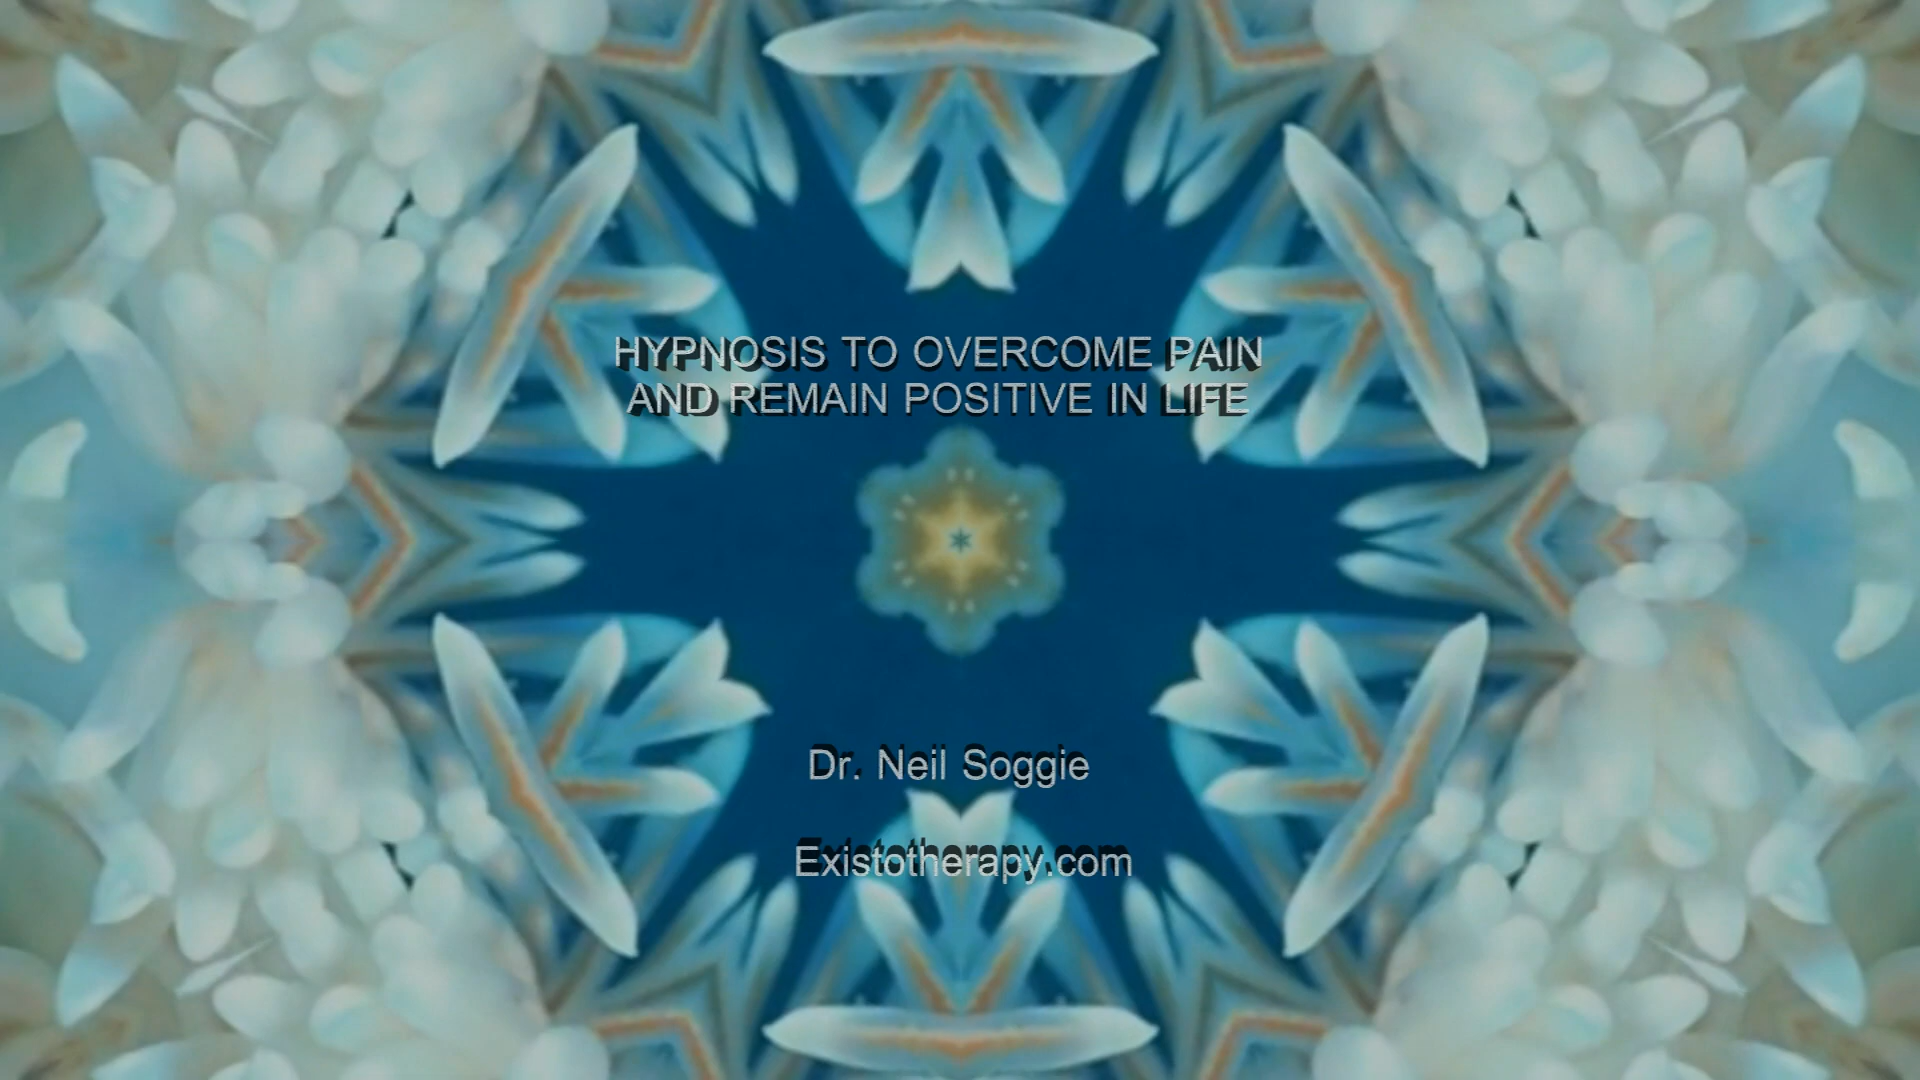 HYPNOSIS TO OVERCOME PAIN
AND REMAIN POSITIVE IN LIFE
Dr. Neil Soggie
Existotherapy.com